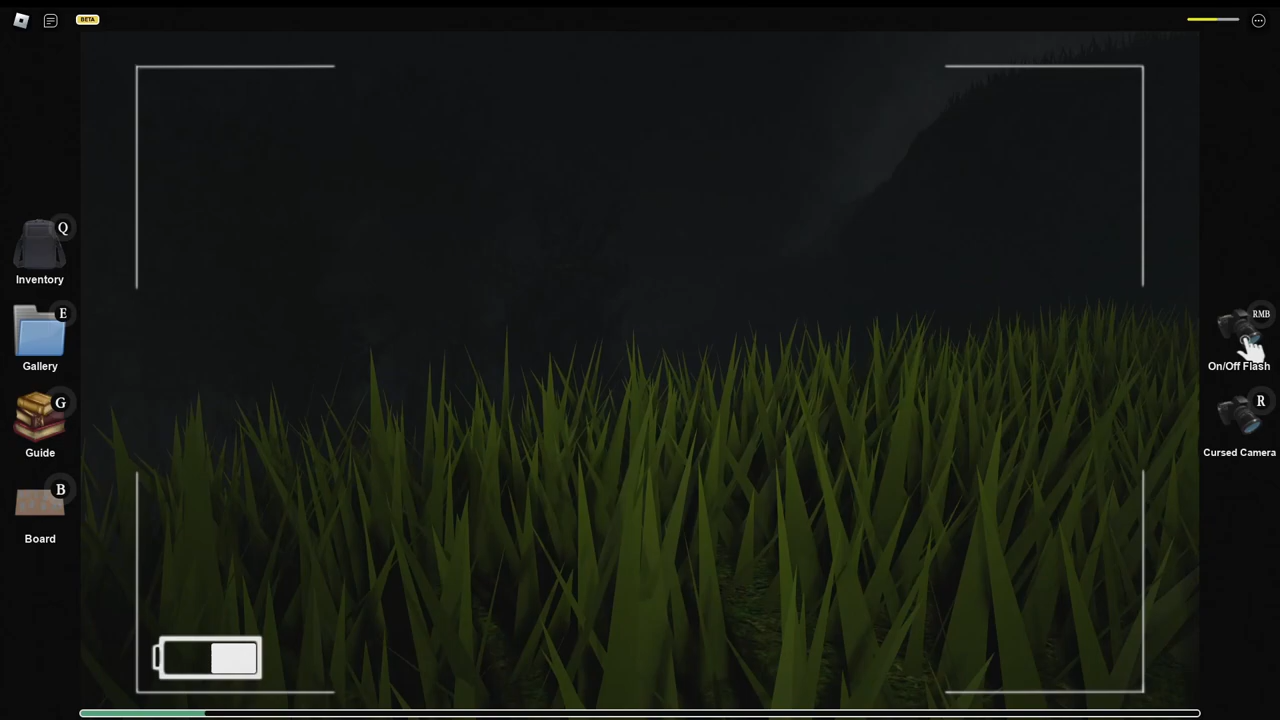 BETA
Q
Inventory
E
Gallery
G
Guide
B
Board
RMB
On/Off Flash
R
Cursed Camera